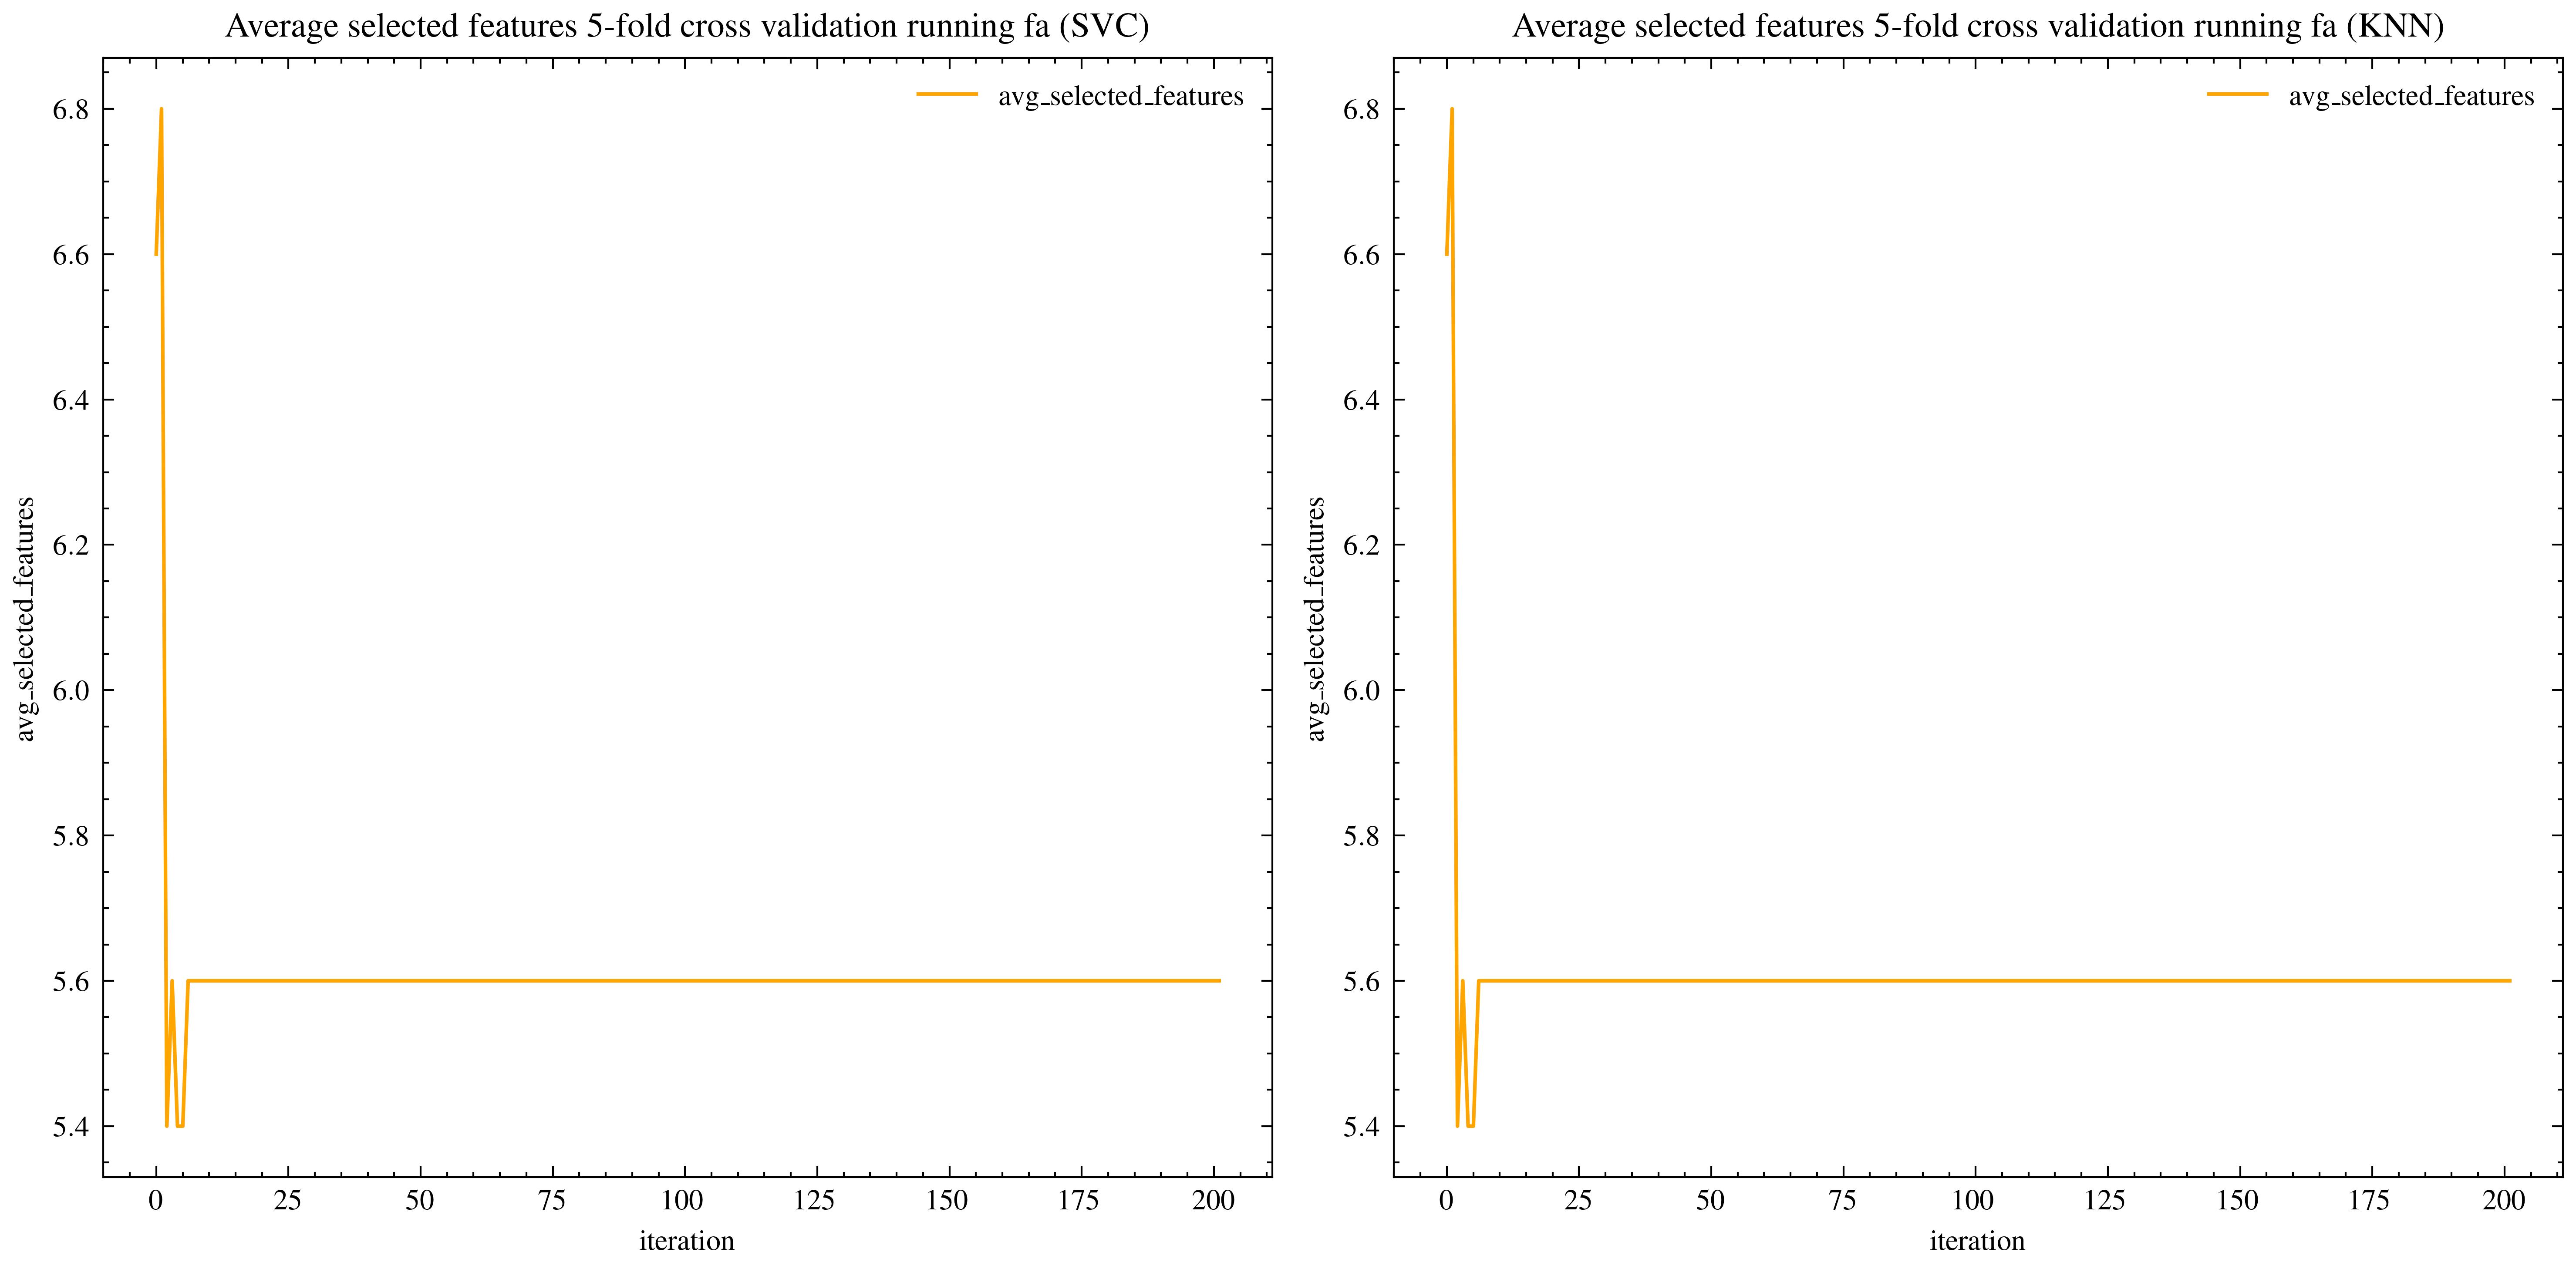 Average selected features 5-fold cross validation running fa (SVC)
avg_selected_features
6.8
6.6
6.4
6.2
6.0
5.8
5.6
5.4
avg_selected_features
0 25 50 75 100 125 150 175 200
iteration
Average selected features 5-fold cross validation running fa (KNN)
avg_selected_features
6.8
6.6
6.4
6.2
6.0
5.8
5.6
5.4
avg_selected_features
0 25 50 75 100 125 150 175 200
iteration